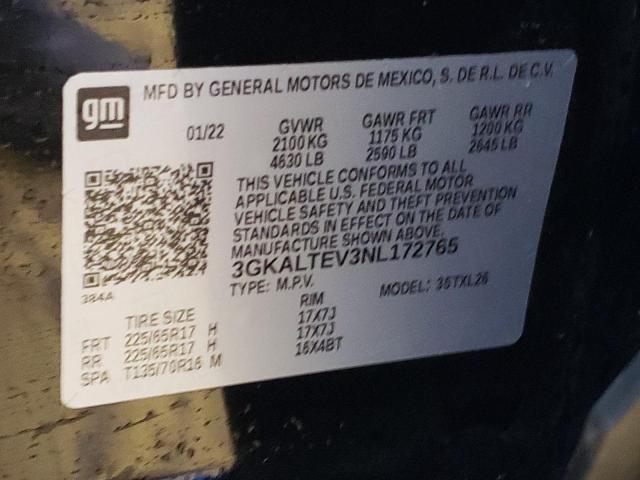 gm
MFD BY GENERAL MOTORS DE MEXICO, S. DE R.L. DE C.V.
01/22 GVWR GAWR FRT GAWR RR
2100 KG 1175 KG 1200 KG
4630 LB 2590 LB 2645 LB
THIS VEHICLE CONFORMS TO ALL
APPLICABLE U.S. FEDERAL MOTOR
VEHICLE SAFETY AND THEFT PREVENTION
STANDARDS IN EFFECT ON THE DATE OF
MANUFACTURE SHOWN ABOVE.
3GKALTEV3NL172765
TYPE: M.P.V. MODEL: 3STXL26
384A
TIRE SIZE RIM
FRT 225/65R17 H 17X7J
RR 225/65R17 H 17X7J
SPA T135/70R16 M 16X4BT